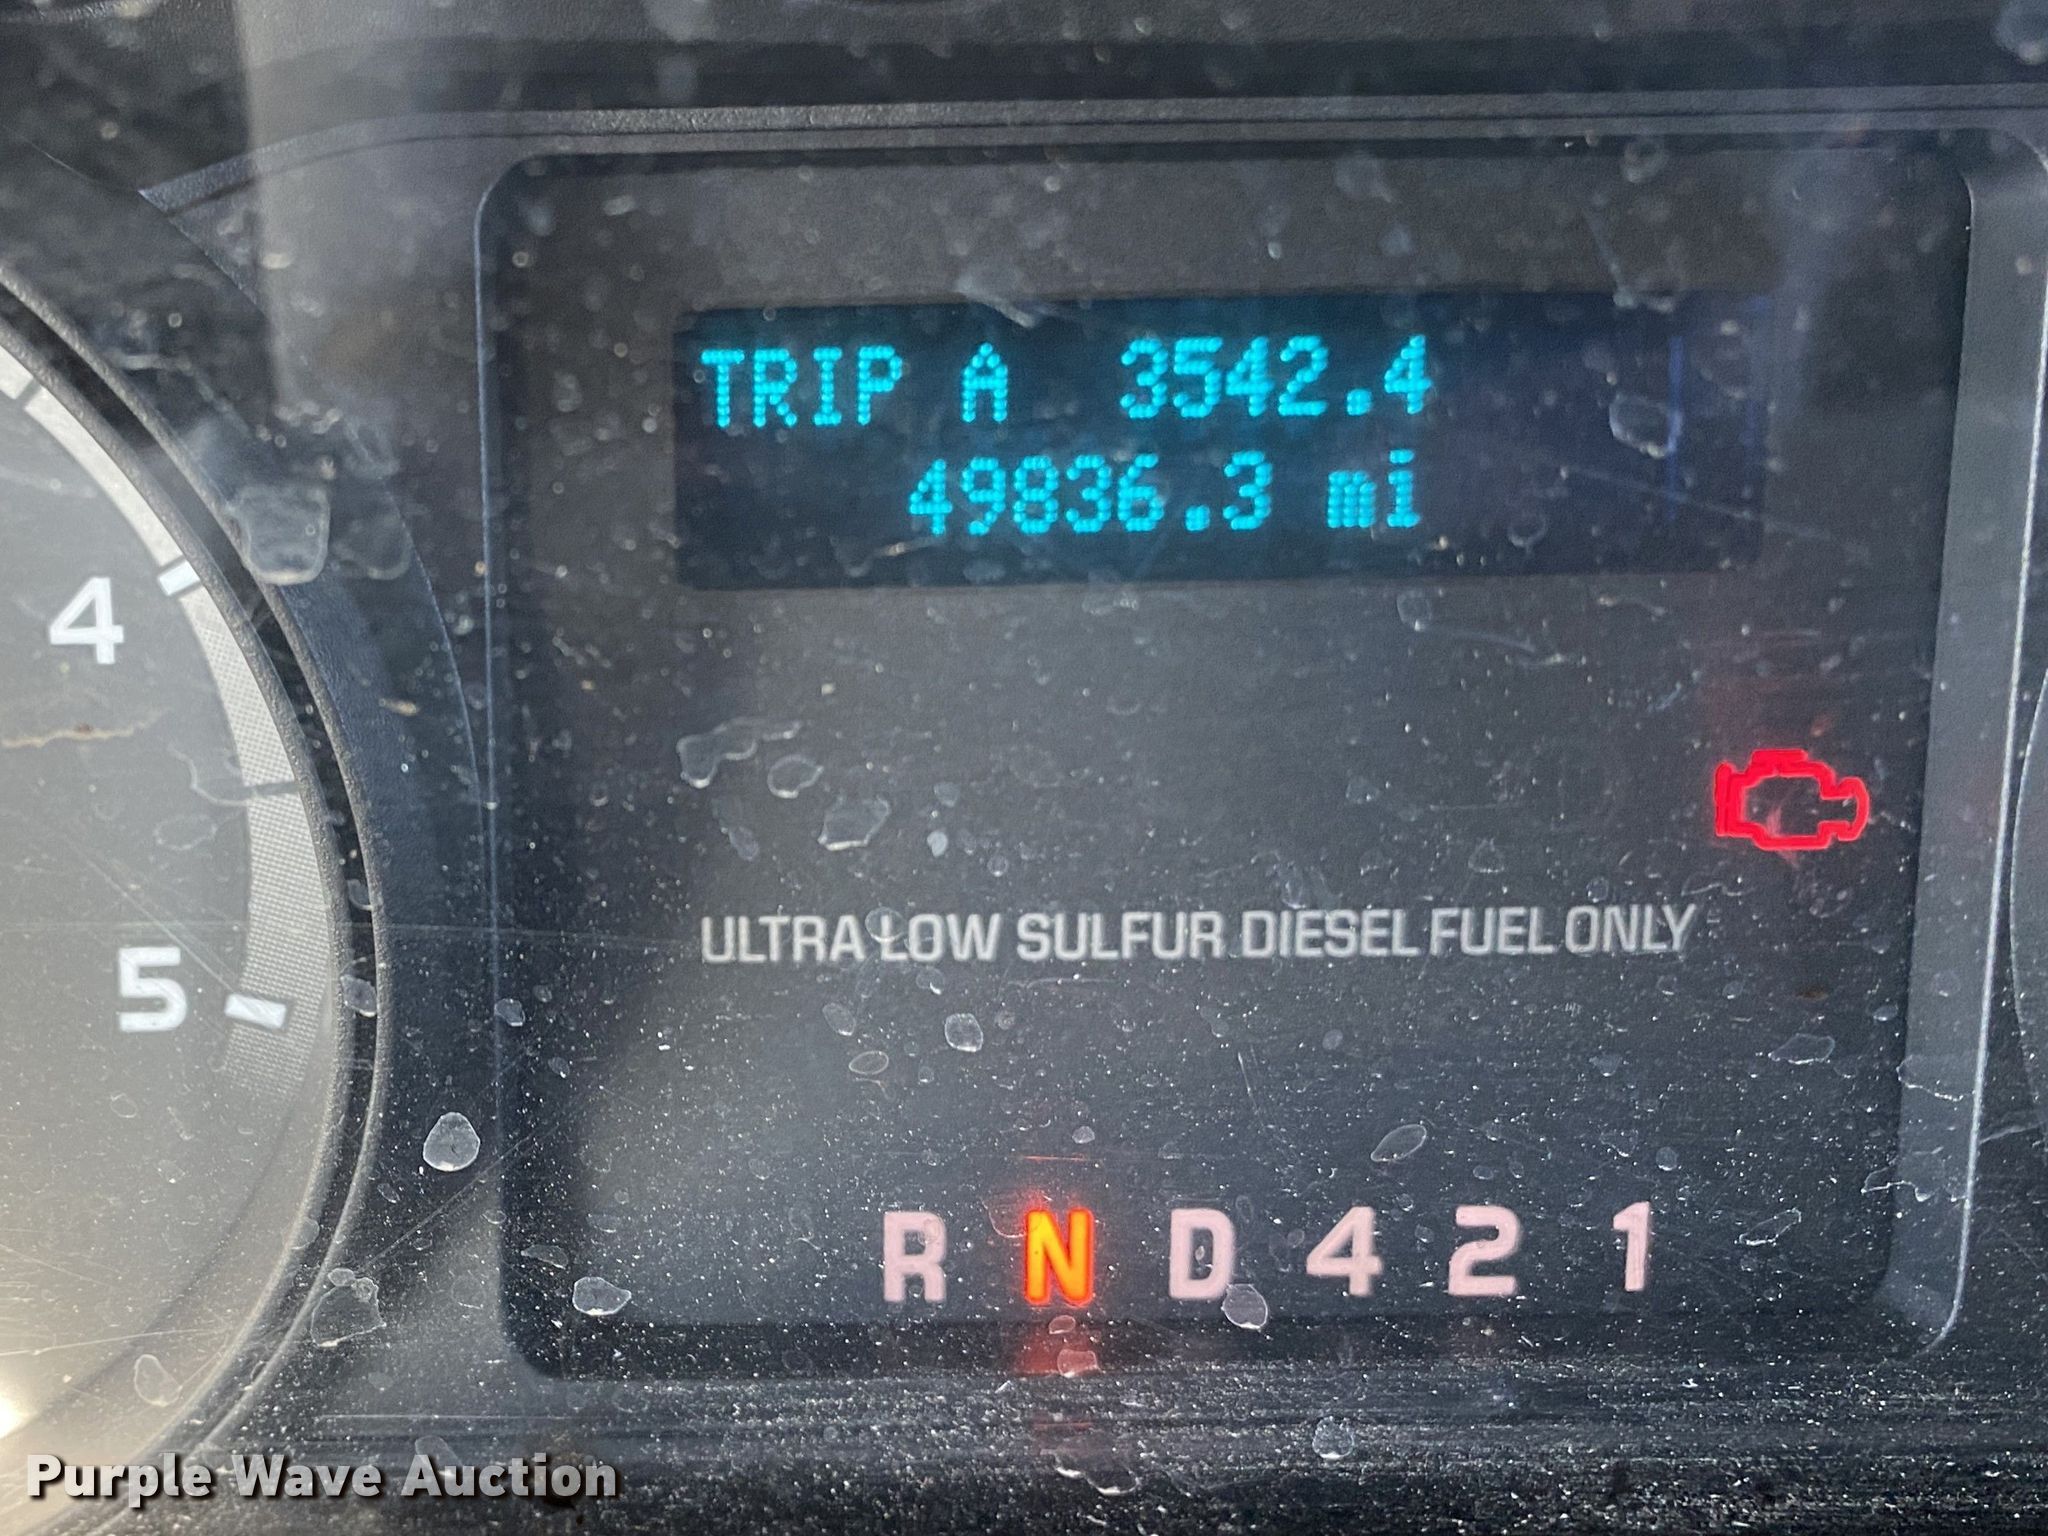 TRIP A 3542.4
49836.3 mi
4
5
ULTRA LOW SULFUR DIESEL FUEL ONLY
R N D 4 2 1
Purple Wave Auction